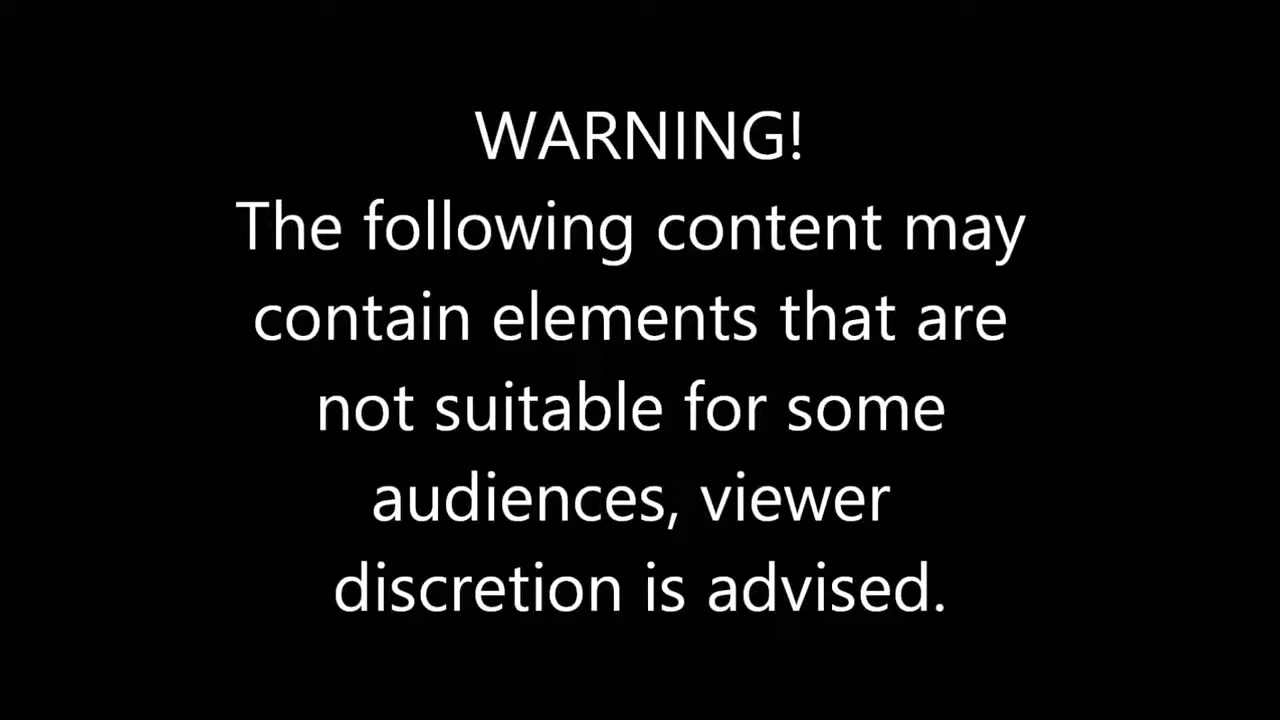 WARNING!
The following content may
contain elements that are
not suitable for some
audiences, viewer
discretion is advised.